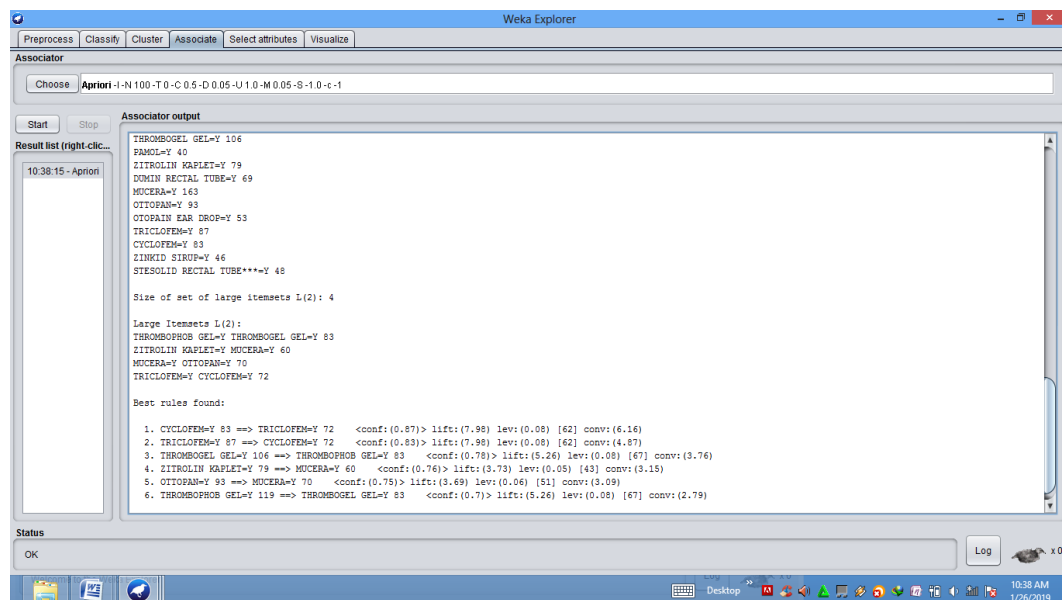 Weka Explorer
Preprocess Classify Cluster Associate Select attributes Visualize
Associator
Choose Apriori -I -N 100 -T 0 -C 0.5 -D 0.05 -U 1.0 -M 0.05 -S -1.0 -c -1
Start Stop
Result list (right-clic...
10:38:15 - Apriori
Associator output
THROMBOGEL GEL=Y 106
PAMOL=Y 40
ZITROLIN KAPLET=Y 79
DUMIN RECTAL TUBE=Y 69
MUCERA=Y 163
OTTOPAN=Y 93
OTOPAIN EAR DROP=Y 53
TRICLOFEM=Y 87
CYCLOFEM=Y 83
ZINKID SIRUP=Y 46
STESOLID RECTAL TUBE***=Y 48
Size of set of large itemsets L(2): 4
Large Itemsets L(2):
THROMBOPHOB GEL=Y THROMBOGEL GEL=Y 83
ZITROLIN KAPLET=Y MUCERA=Y 60
MUCERA=Y OTTOPAN=Y 70
TRICLOFEM=Y CYCLOFEM=Y 72
Best rules found:
1. CYCLOFEM=Y 83 ==> TRICLOFEM=Y 72 <conf:(0.87)> lift:(7.98) lev:(0.08) [62] conv:(6.16)
2. TRICLOFEM=Y 87 ==> CYCLOFEM=Y 72 <conf:(0.83)> lift:(7.98) lev:(0.08) [62] conv:(4.87)
3. THROMBOGEL GEL=Y 106 ==> THROMBOPHOB GEL=Y 83 <conf:(0.78)> lift:(5.26) lev:(0.08) [67] conv:(3.76)
4. ZITROLIN KAPLET=Y 79 ==> MUCERA=Y 60 <conf:(0.76)> lift:(3.73) lev:(0.05) [43] conv:(3.15)
5. OTTOPAN=Y 93 ==> MUCERA=Y 70 <conf:(0.75)> lift:(3.69) lev:(0.06) [51] conv:(3.09)
6. THROMBOPHOB GEL=Y 119 ==> THROMBOGEL GEL=Y 83 <conf:(0.7)> lift:(5.26) lev:(0.08) [67] conv:(2.79)
Status
OK
Log x 0
Desktop
10:38 AM
1/26/2019